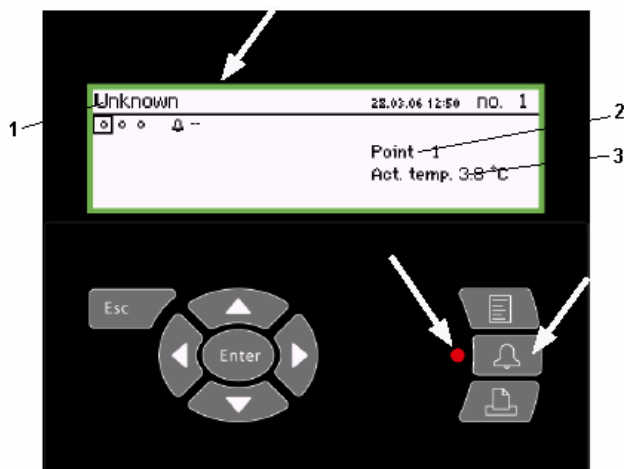 Unknown 28.03.06 12:50 no. 1
1
--
2
Point 1
3
Act. temp. 3.8 °C
Esc
Enter